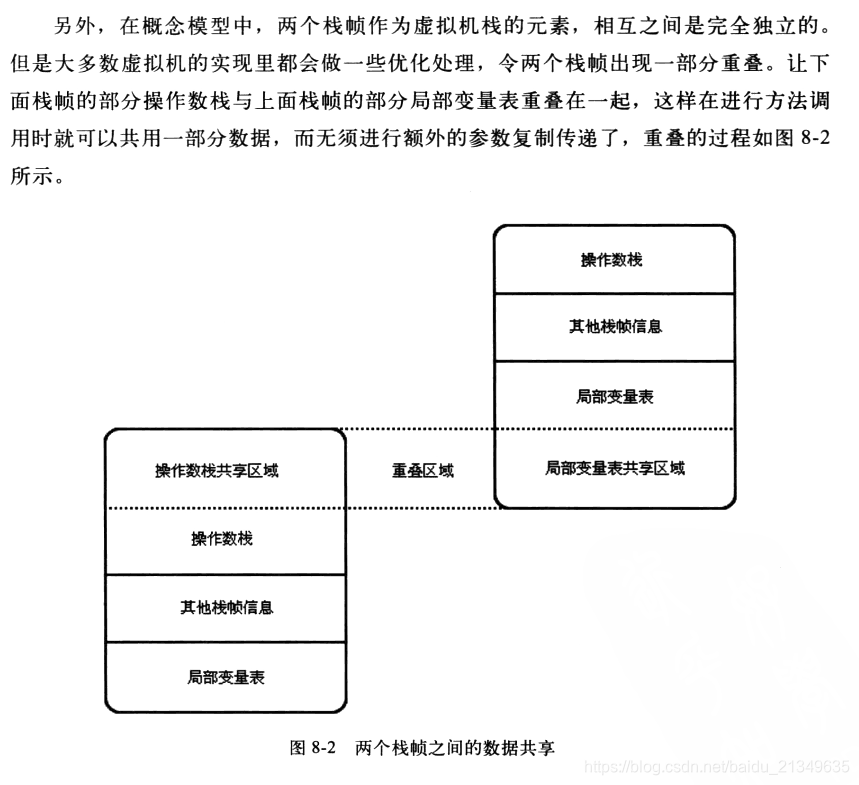 另外，在概念模型中，两个栈帧作为虚拟机栈的元素，相互之间是完全独立的。
但是大多数虚拟机的实现里都会做一些优化处理，令两个栈帧出现一部分重叠。让下
面栈帧的部分操作数栈与上面栈帧的部分局部变量表重叠在一起，这样在进行方法调
用时就可以共用一部分数据，而无须进行额外的参数复制传递了，重叠的过程如图 8-2
所示。
操作数栈
其他栈帧信息
局部变量表
操作数栈共享区域
重叠区域
局部变量表共享区域
操作数栈
其他栈帧信息
局部变量表
图 8-2 两个栈帧之间的数据共享
https://blog.csdn.net/baidu_21349635